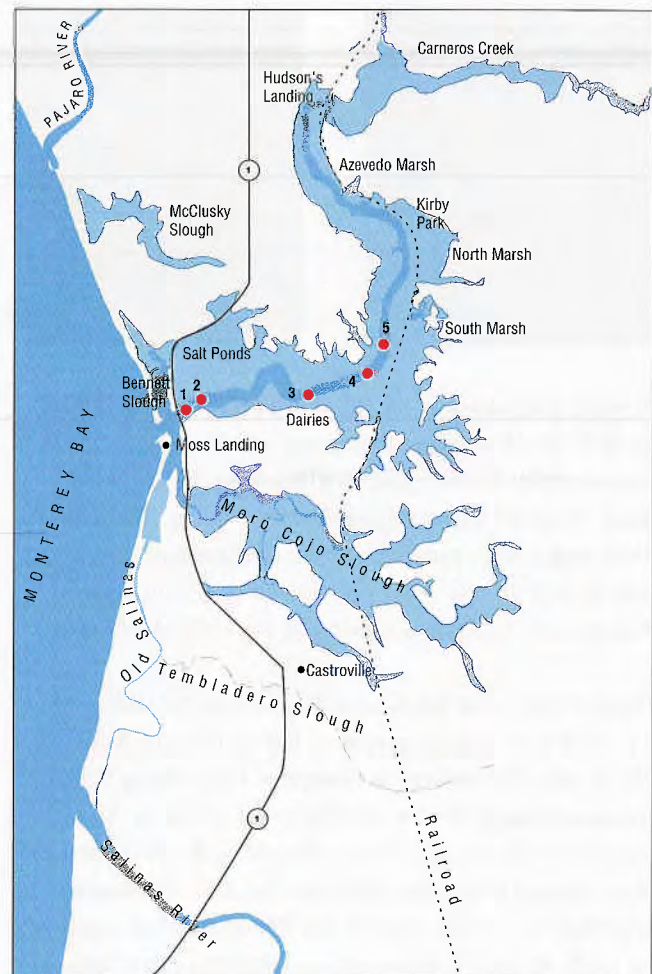 Carneros Creek
PAJARO RIVER
Hudson's
Landing
1
Azevedo Marsh
McClusky
Slough
Kirby
Park
North Marsh
South Marsh
5
Salt Ponds
4
Bennett
Slough
2
1
3
Dairies
Moss Landing
MONTEREY BAY
Moro Cojo Slough
Old Salinas
Castroville
Tembladero Slough
1
Railroad
Salinas River